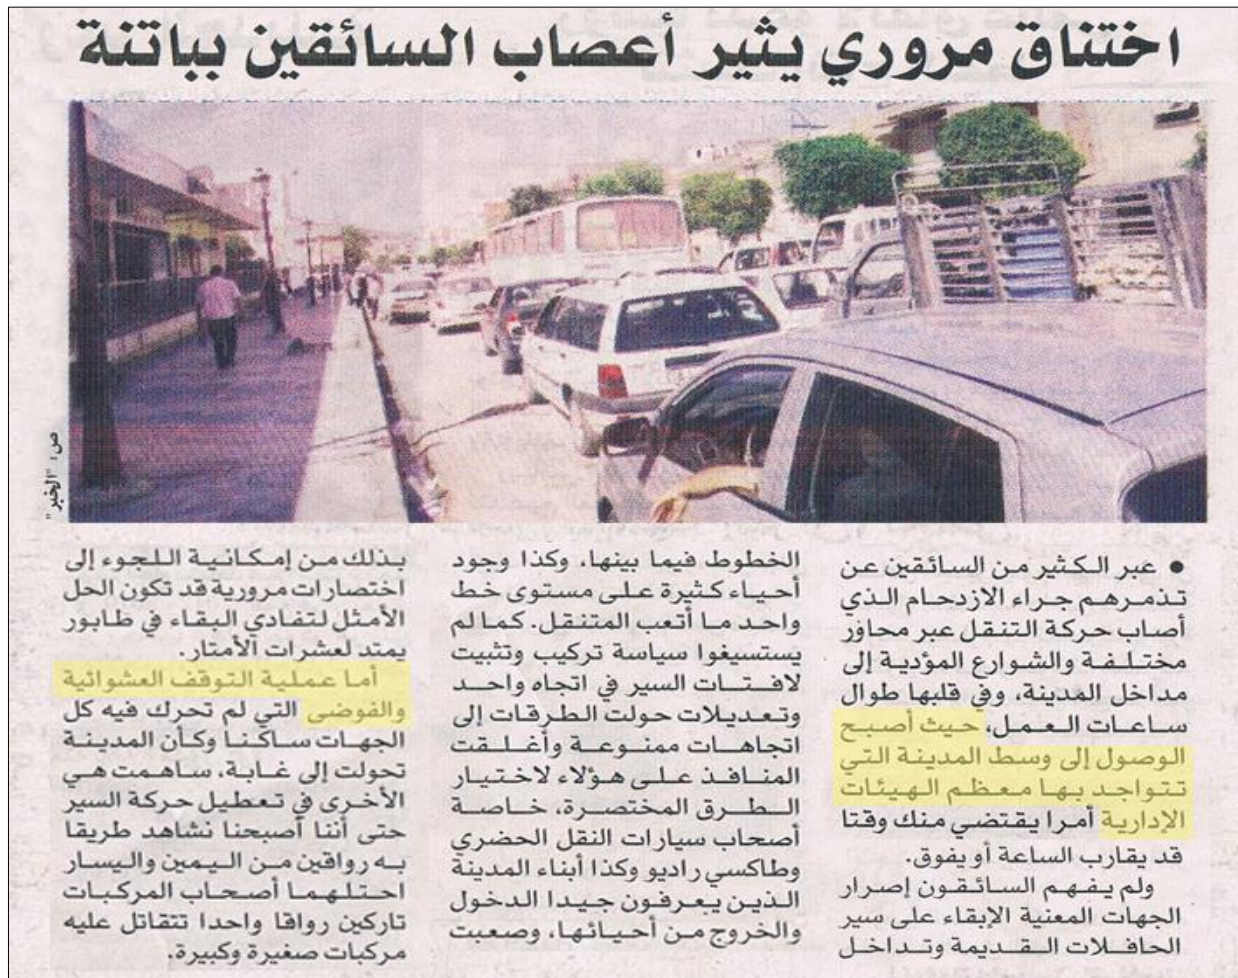 اختناق مروري يثير أعصاب السائقين بباتنة
ص: "الخبر"
● عبر الكثير من السائقين عن
تذمرهم جراء الازدحام الذي
أصاب حركة التنقل عبر محاور
مختلفة والشوارع المؤدية إلى
مداخل المدينة، وفي قلبها طوال
ساعات العمل، حيث أصبح
الوصول إلى وسط المدينة التي
تتواجد بها معظم الهيئات
الإدارية أمرا يقتضي منك وقتا
قد يقارب الساعة أو يفوق.
ولم يفهم السائقون إصرار
الجهات المعنية الإبقاء على سير
الحافلات القديمة وتداخل
الخطوط فيما بينها، وكذا وجود
أحياء كثيرة على مستوى خط
واحد ما أتعب المتنقل. كما لم
يستسيغوا سياسة تركيب وتثبيت
لافتات السير في اتجاه واحد
وتعديلات حولت الطرقات إلى
اتجاهات ممنوعة وأغلقت
المنافذ على هؤلاء لاختيار
الطرق المختصرة، خاصة
أصحاب سيارات النقل الحضري
وطاكسي راديو وكذا أبناء المدينة
الذين يعرفون جيدا الدخول
والخروج من أحيائها، وصعبت
بذلك من إمكانية اللجوء إلى
اختصارات مرورية قد تكون الحل
الأمثل لتفادي البقاء في طابور
يمتد لعشرات الأمتار.
أما عملية التوقف العشوائية
والفوضى التي لم تحرك فيه كل
الجهات ساكنا وكأن المدينة
تحولت إلى غابة، ساهمت هي
الأخرى في تعطيل حركة السير
حتى أننا أصبحنا نشاهد طريقا
به رواقين من اليمين واليسار
احتلهما أصحاب المركبات
تاركين رواقا واحدا تتقاتل عليه
مركبات صغيرة وكبيرة.